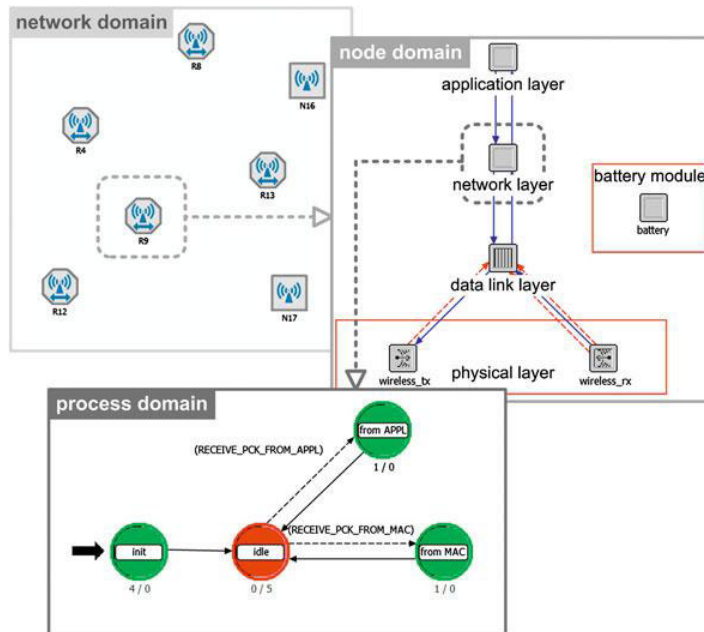 network domain
R8
N16
R4
R13
R9
R12
N17
node domain
application layer
network layer
battery module
battery
data link layer
wireless_tx
physical layer
wireless_rx
process domain
from APPL
(RECEIVE_PCK_FROM_APPL)
1 / 0
(RECEIVE_PCK_FROM_MAC)
init
idle
from MAC
4 / 0
0 / 5
1 / 0